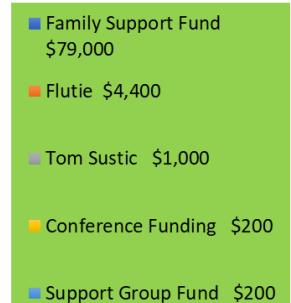 Family Support Fund
$79,000
Flutie $4,400
Tom Sustic $1,000
Conference Funding $200
Support Group Fund $200